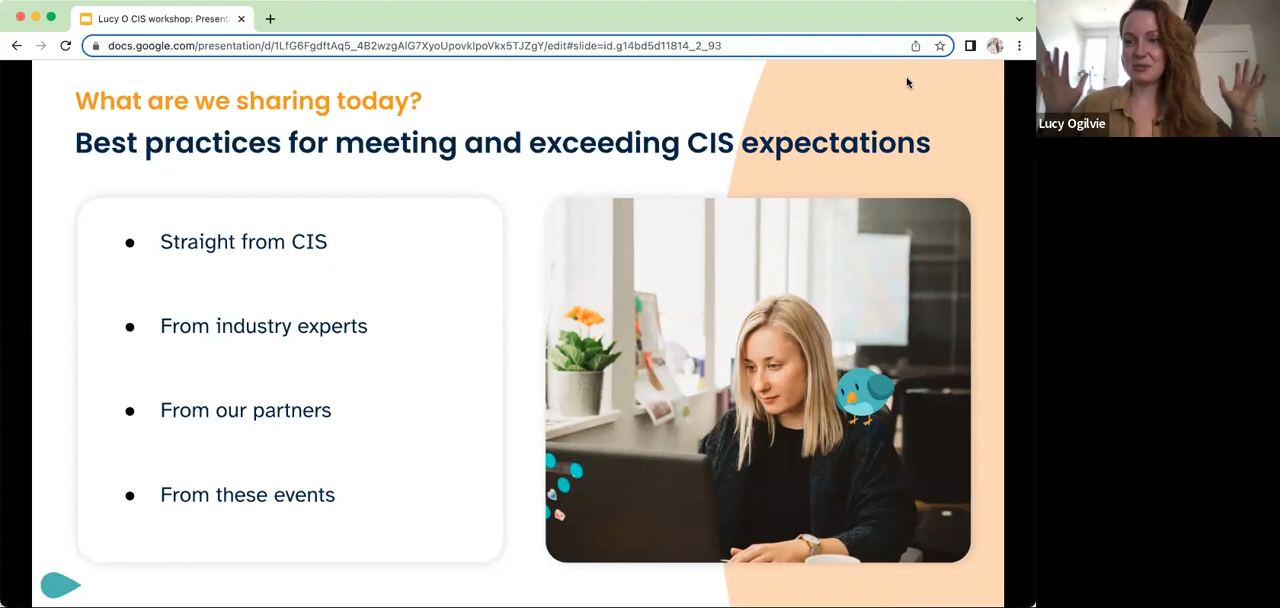 Lucy O CIS workshop: Present
docs.google.com/presentation/d/1LfG6FgdftAq5_4B2wzgAlG7XyoUpovklpoVkx5TJZgY/edit#slide=id.g14bd5d11814_2_93
Lucy Ogilvie
What are we sharing today?
Best practices for meeting and exceeding CIS expectations
● Straight from CIS
● From industry experts
● From our partners
● From these events